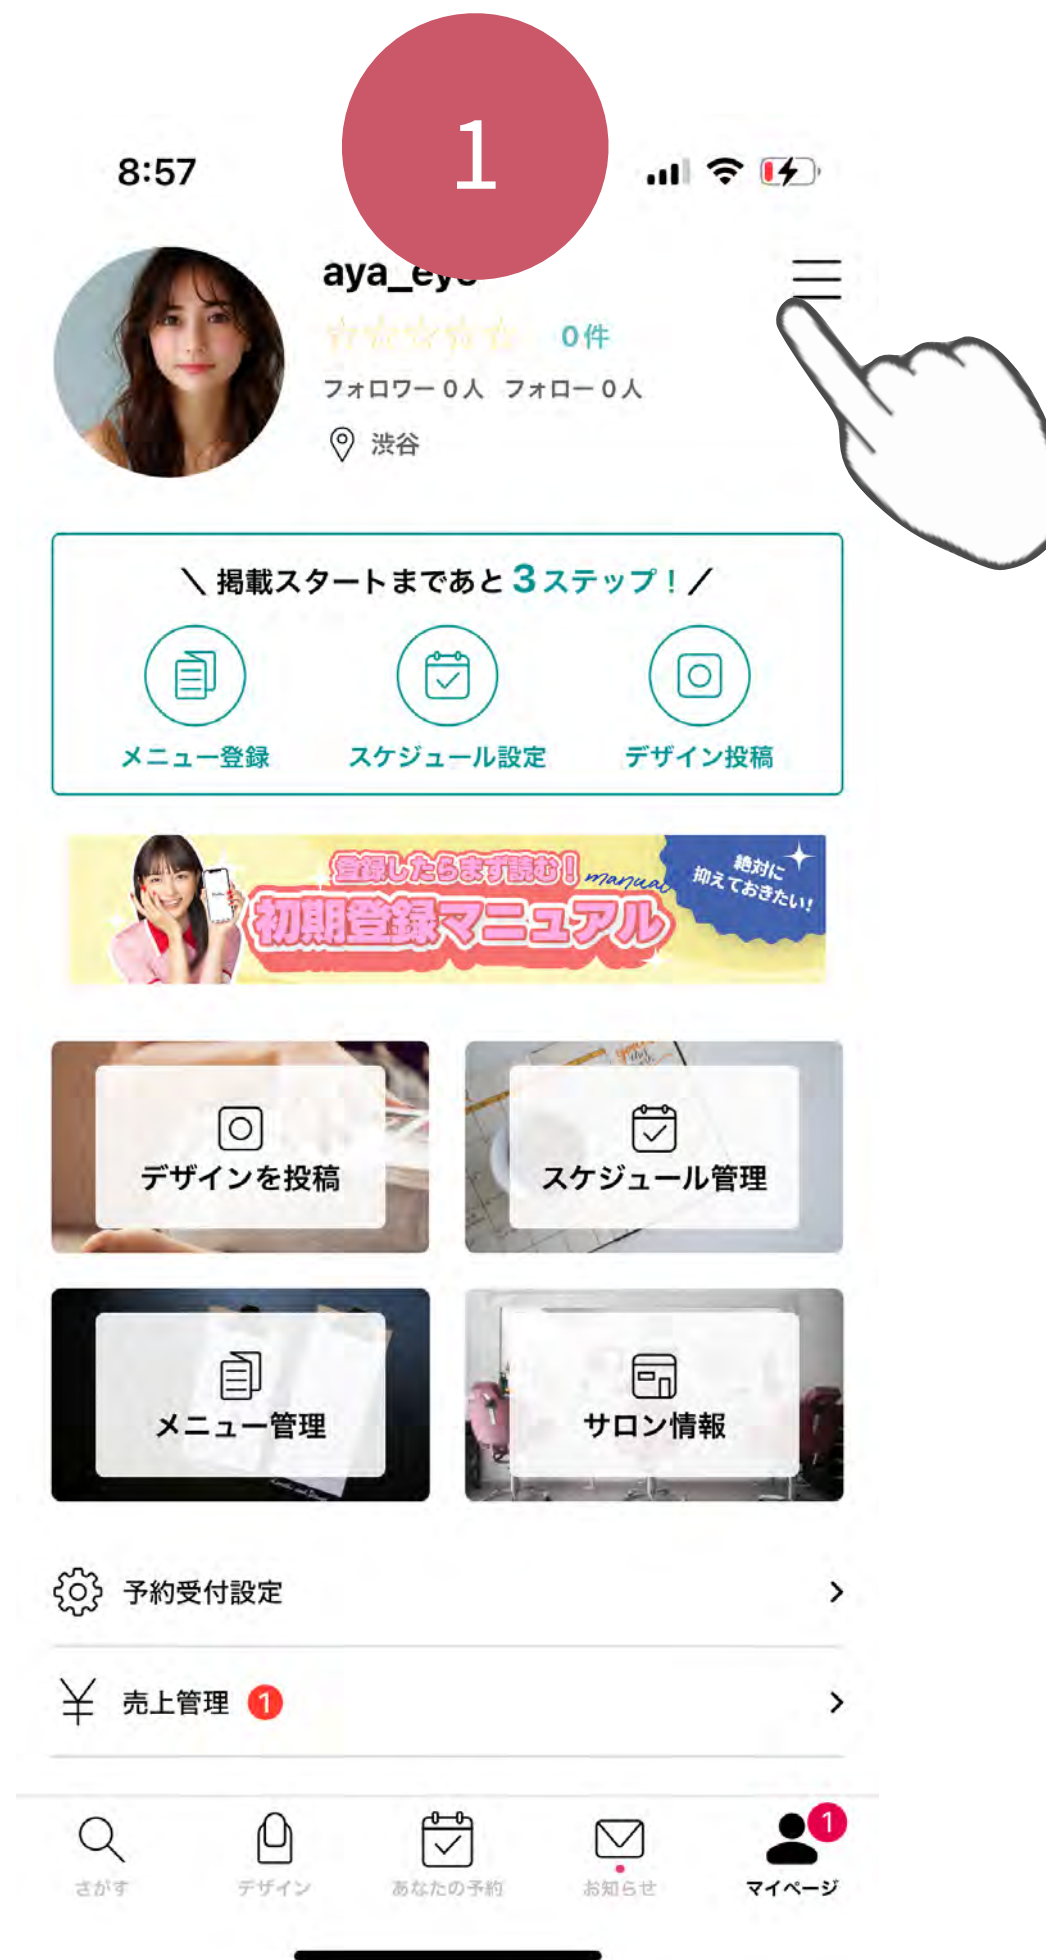 1
8:57
aya_eye
0件
フォロワー 0人 フォロー 0人
渋谷
\ 掲載スタートまであと3ステップ！/
メニュー登録 スケジュール設定 デザイン投稿
登録したらまず読む！ manual
初期登録マニュアル
絶対に
抑えておきたい！
デザインを投稿 スケジュール管理
メニュー管理 サロン情報
予約受付設定
売上管理 1
1
さがす デザイン あなたの予約 お知らせ マイページ